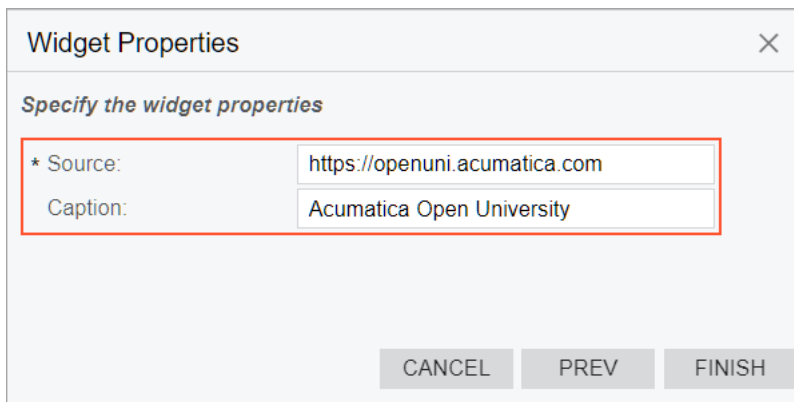 Widget Properties
Specify the widget properties
* Source: https://openuni.acumatica.com
Caption: Acumatica Open University
CANCEL PREV FINISH